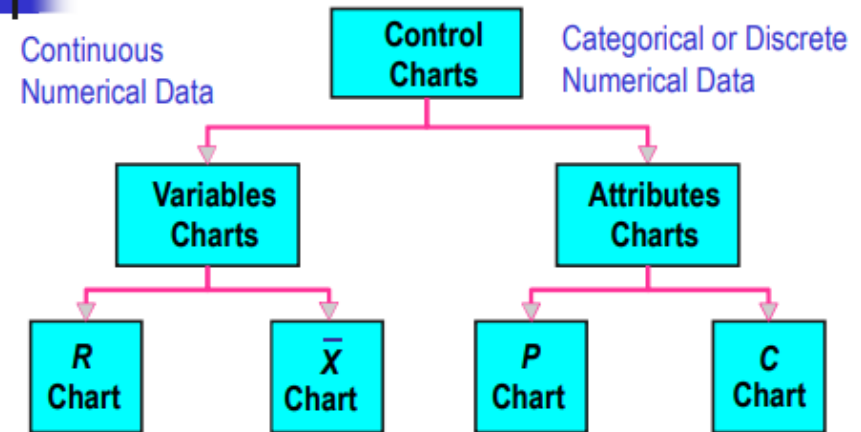 Continuous
Numerical Data
Control
Charts
Categorical or Discrete
Numerical Data
Variables
Charts
Attributes
Charts
R
Chart
X̅
Chart
P
Chart
C
Chart